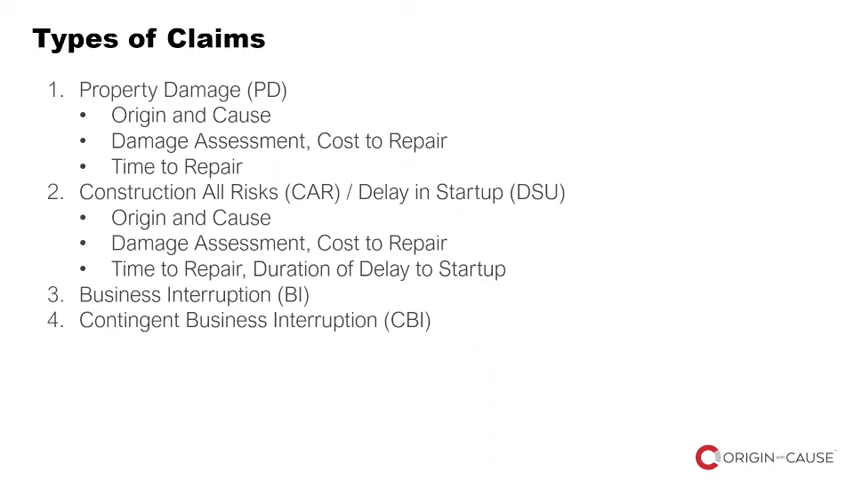 Types of Claims
1. Property Damage (PD)
• Origin and Cause
• Damage Assessment, Cost to Repair
• Time to Repair
2. Construction All Risks (CAR) / Delay in Startup (DSU)
• Origin and Cause
• Damage Assessment, Cost to Repair
• Time to Repair, Duration of Delay to Startup
3. Business Interruption (BI)
4. Contingent Business Interruption (CBI)
ORIGIN AND CAUSE